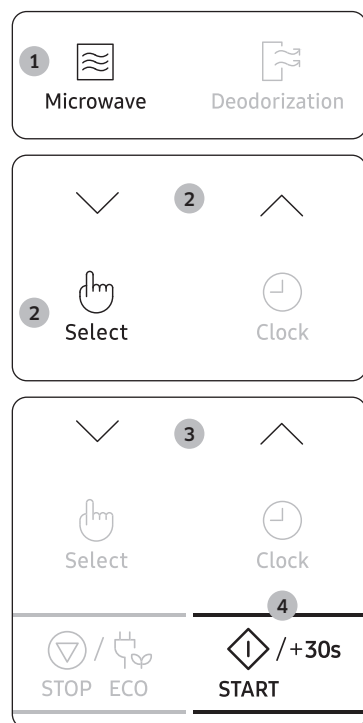 1
Microwave Deodorization
2
2
Select Clock
3
Select Clock
4
/ /+30s
STOP ECO START